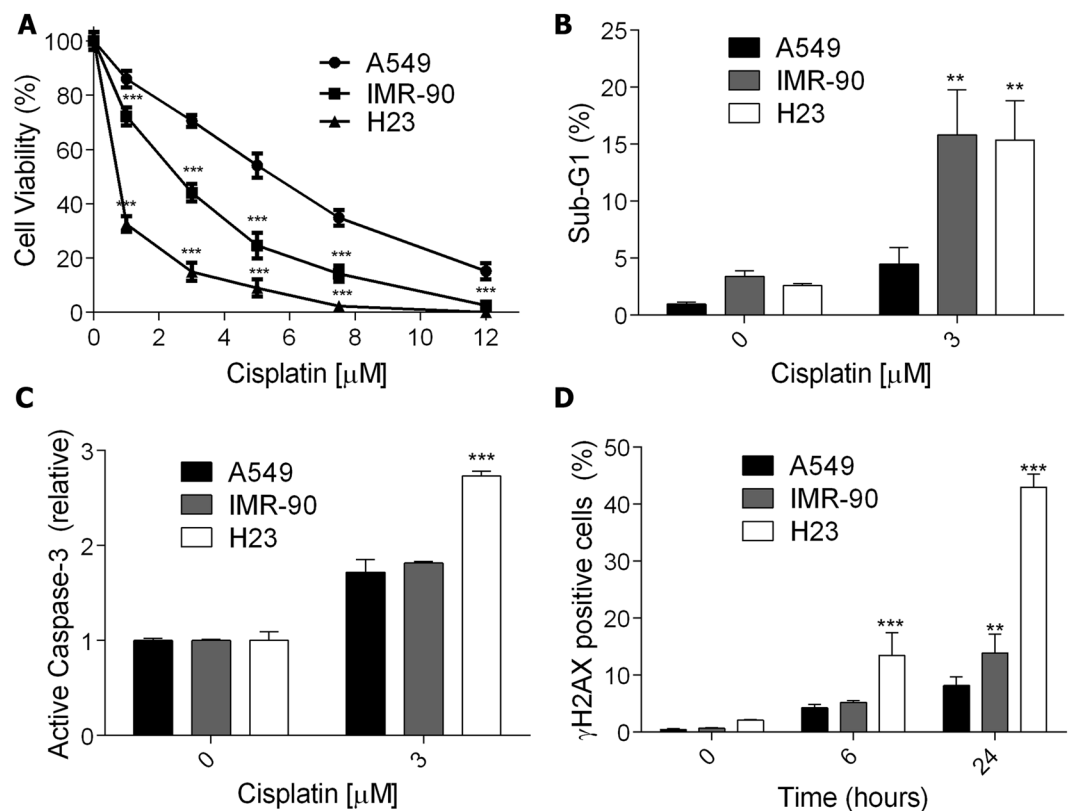 A
100
80
60
40
20
0
Cell Viability (%)
A549
IMR-90
H23
***
***
***
***
***
***
***
***
***
0
2
4
6
8
10
12
Cisplatin [μM]
B
25
20
15
10
5
0
Sub-G1 (%)
A549
IMR-90
H23
**
**
0
3
Cisplatin [μM]
C
3
2
1
0
Active Caspase-3 (relative)
A549
IMR-90
H23
***
0
3
Cisplatin [μM]
D
50
40
30
20
10
0
γH2AX positive cells (%)
A549
IMR-90
H23
***
**
***
0
6
24
Time (hours)